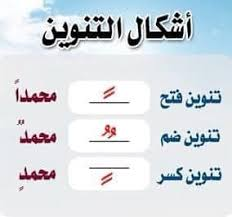 أشكال التنوين
تنوين فتح ـًـ محمداً
تنوين ضم ـٌـ محمدٌ
تنوين كسر ـٍـ محمدٍ